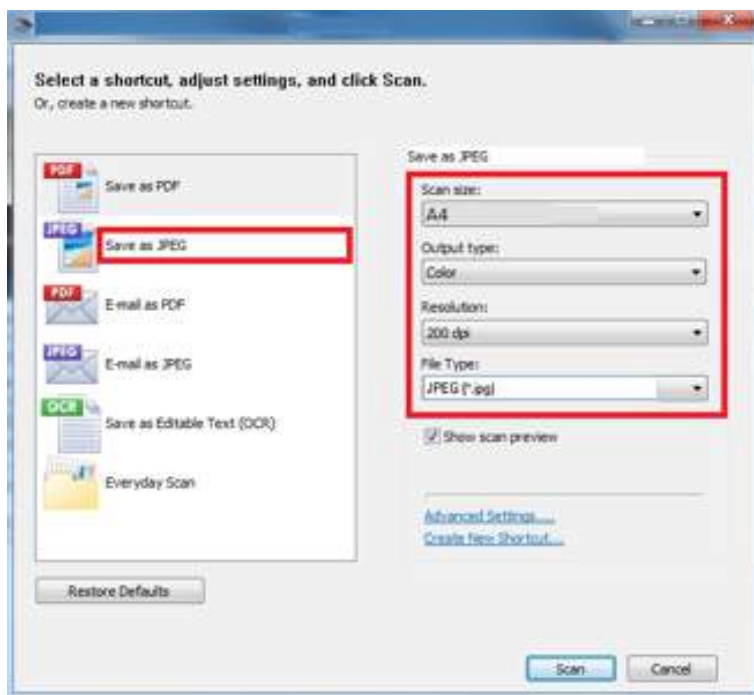 Select a shortcut, adjust settings, and click Scan.
Or, create a new shortcut.
PDF
Save as PDF
JPEG
Save as JPEG
PDF
E-mail as PDF
JPEG
E-mail as JPEG
OCR
Save as Editable Text (OCR)
Everyday Scan
Restore Defaults
Save as JPEG
Scan size:
A4
Output type:
Color
Resolution:
200 dpi
File Type:
JPEG (*.jpg)
Show scan preview
Advanced Settings....
Create New Shortcut...
Scan
Cancel